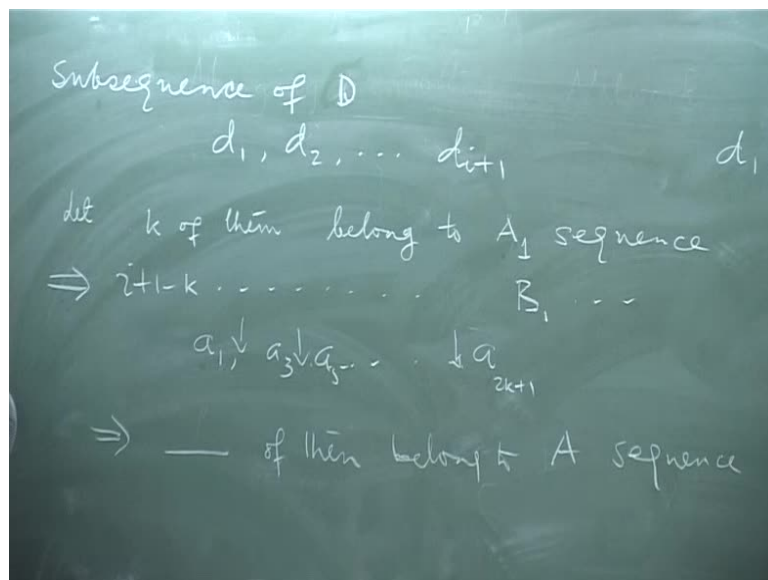 Subsequence of D
d₁, d₂, ... dᵢ₊₁ d₁
let k of them belong to A₁ sequence
⇒ i+1-k ......... B₁ ...
a₁,↓ a₃↓a₅... . ↓a₂ₖ₊₁
⇒ __ of them belong to A sequence